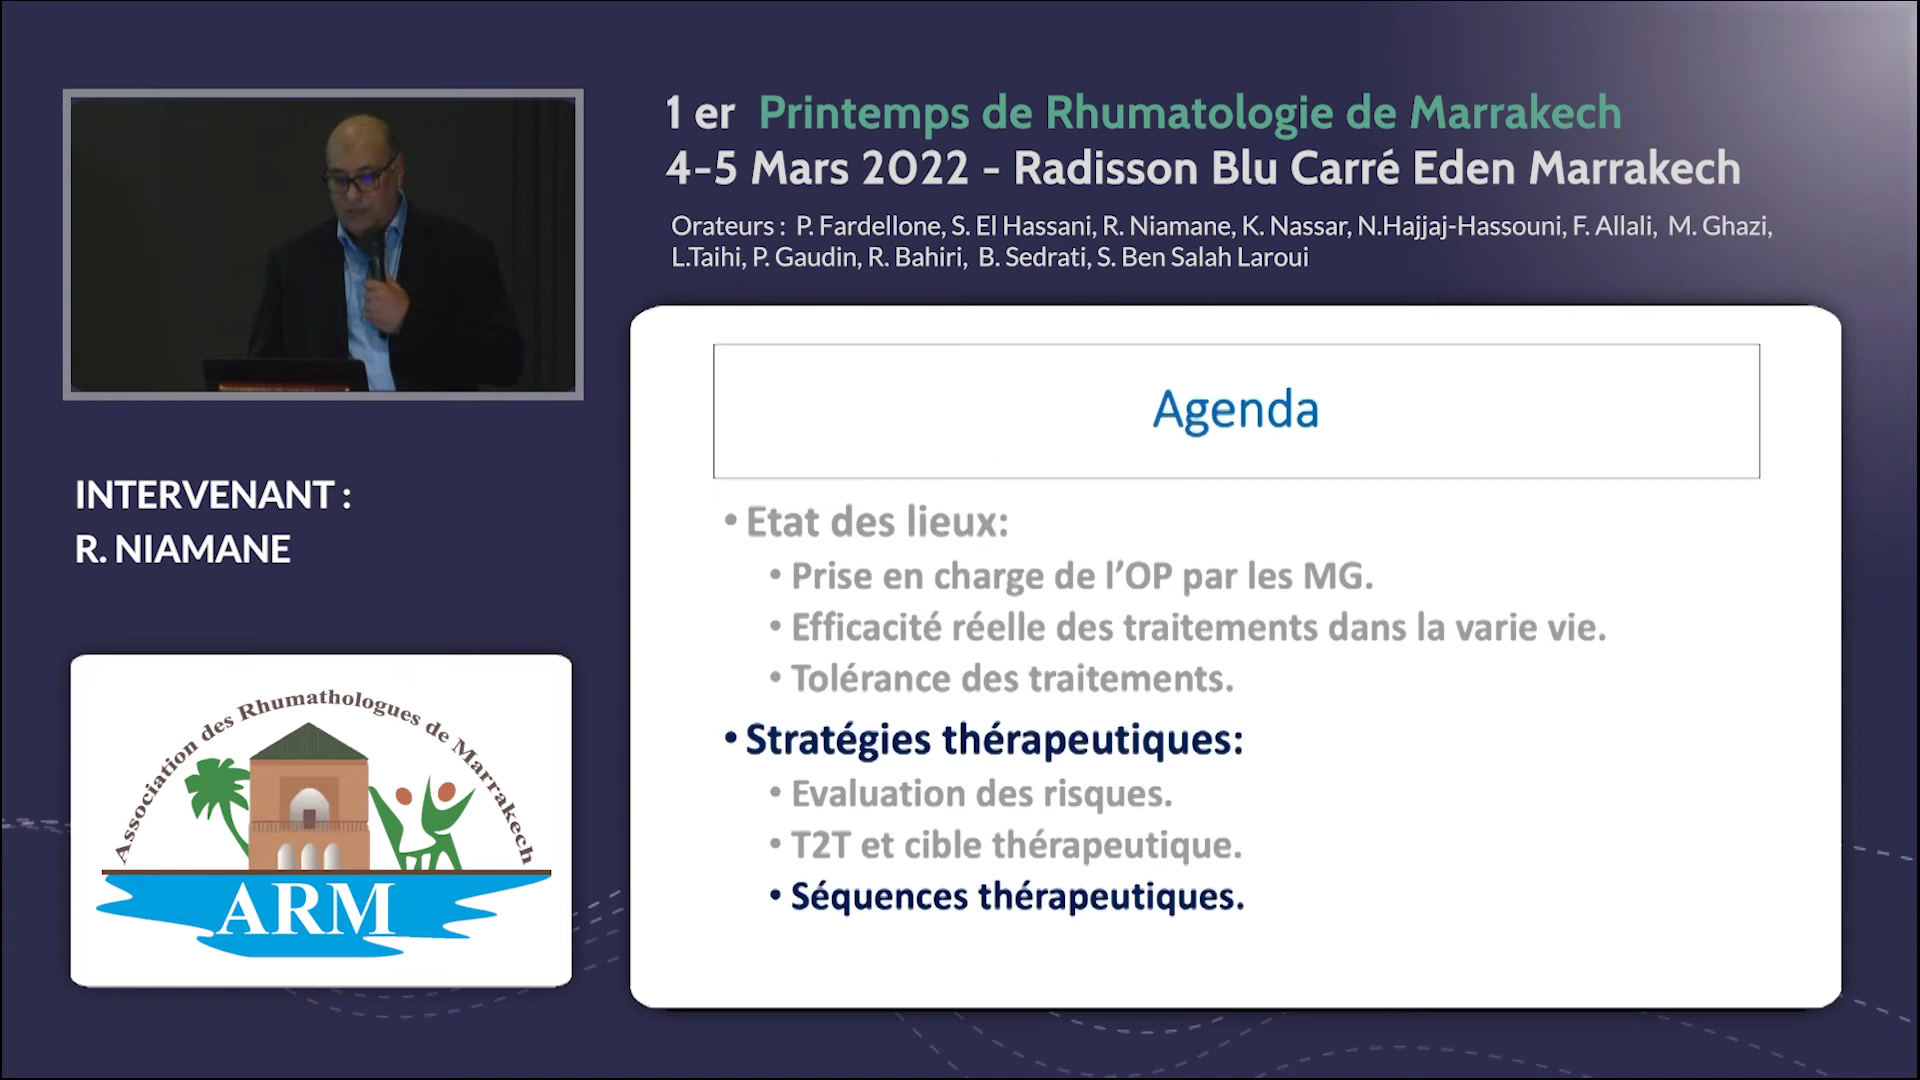 1 er Printemps de Rhumatologie de Marrakech
4-5 Mars 2022 - Radisson Blu Carré Eden Marrakech
Orateurs : P. Fardellone, S. El Hassani, R. Niamane, K. Nassar, N.Hajjaj-Hassouni, F. Allali, M. Ghazi,
L.Taihi, P. Gaudin, R. Bahiri, B. Sedrati, S. Ben Salah Laroui
INTERVENANT :
R. NIAMANE
Association des Rhumathologues de Marrakech
ARM
Agenda
• Etat des lieux:
• Prise en charge de l’OP par les MG.
• Efficacité réelle des traitements dans la varie vie.
• Tolérance des traitements.
• Stratégies thérapeutiques:
• Evaluation des risques.
• T2T et cible thérapeutique.
• Séquences thérapeutiques.